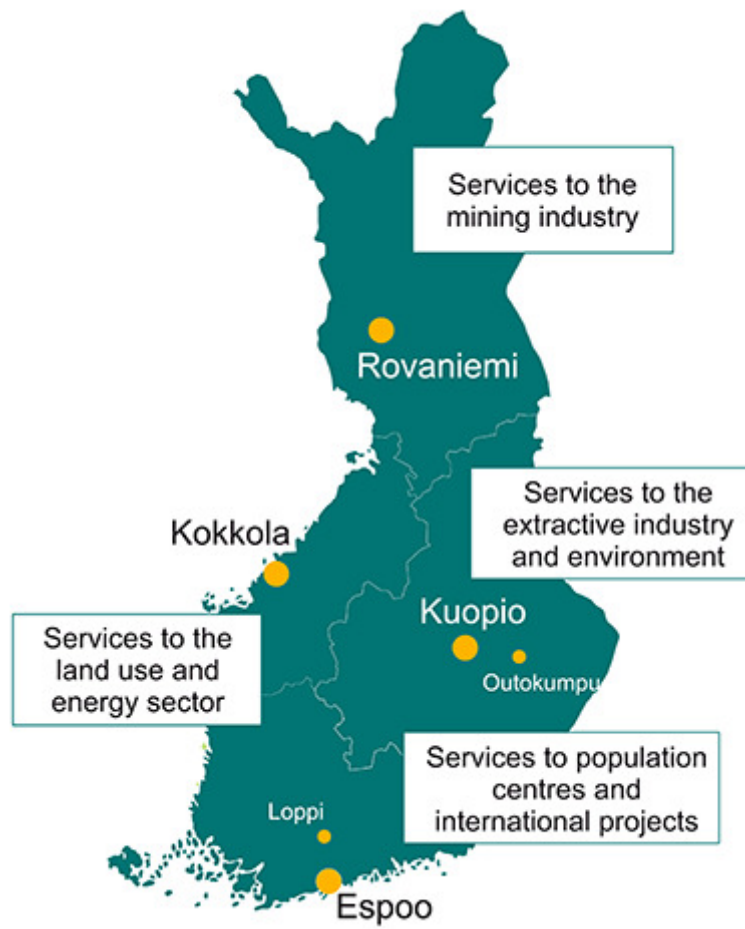 Services to the
mining industry
Rovaniemi
Services to the
extractive industry
and environment
Kokkola
Kuopio
Outokumpu
Services to the
land use and
energy sector
Services to population
centres and
international projects
Loppi
Espoo